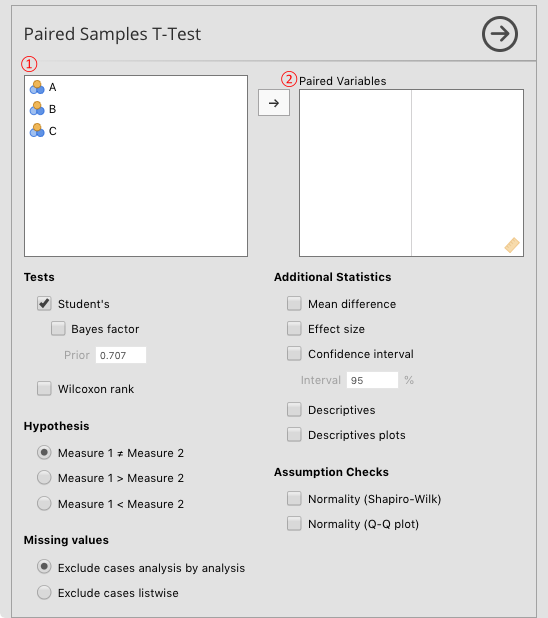 Paired Samples T-Test
①
② Paired Variables
A
B
C
Tests
Student's
Bayes factor
Prior 0.707
Wilcoxon rank
Hypothesis
Measure 1 ≠ Measure 2
Measure 1 > Measure 2
Measure 1 < Measure 2
Missing values
Exclude cases analysis by analysis
Exclude cases listwise
Additional Statistics
Mean difference
Effect size
Confidence interval
Interval 95 %
Descriptives
Descriptives plots
Assumption Checks
Normality (Shapiro-Wilk)
Normality (Q-Q plot)